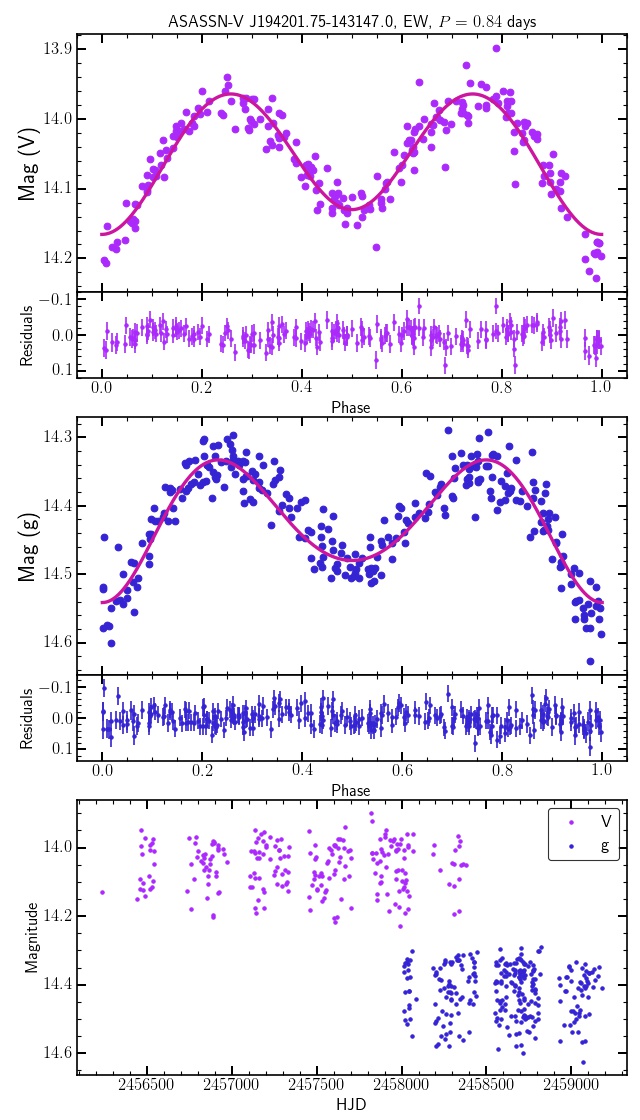 ASASSN-V J194201.75-143147.0, EW, P = 0.84 days
13.9
14.0
14.1
14.2
Mag (V)
−0.1
0.0
0.1
Residuals
0.0 0.2 0.4 0.6 0.8 1.0
Phase
14.3
14.4
14.5
14.6
Mag (g)
−0.1
0.0
0.1
Residuals
0.0 0.2 0.4 0.6 0.8 1.0
Phase
V
g
14.0
14.2
14.4
14.6
Magnitude
2456500 2457000 2457500 2458000 2458500 2459000
HJD